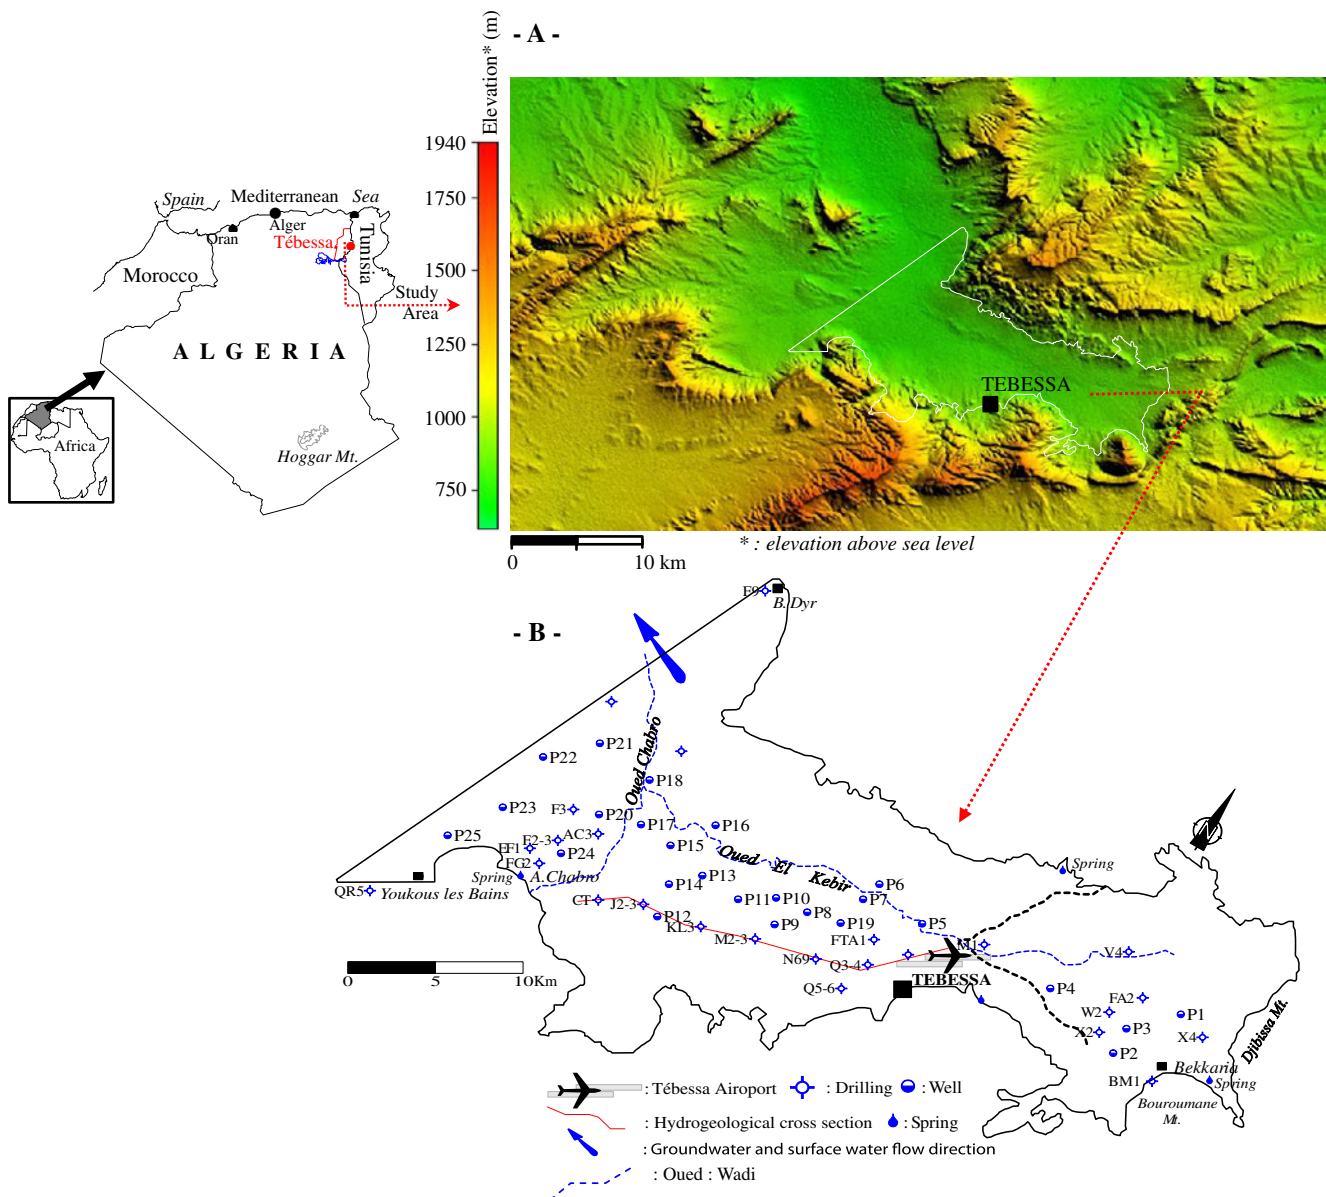 - A -
Elevation* (m)
1940
1750
1500
1250
1000
750
Spain
Mediterranean
Sea
Oran
Alger
Tébessa
Tunisia
Morocco
Study
Area
A L G E R I A
Africa
Hoggar Mt.
TEBESSA
0
10 km
* : elevation above sea level
- B -
F9
B. Dyr
Oued Chabro
P21
P22
P18
P23
F3
P20
P17
P16
P25
F2-3
AC3
EF1
P24
P15
FG2
Oued El Kebir
Spring
QR5
Youkous les Bains
Spring
A.Chabro
P14
P13
P6
CT
J2-3
P11
P10
P7
P12
P8
KL3
P9
P19
P5
M2-3
FTA1
M1
V4
N69
Q3-4
0
5
10Km
Q5-6
TEBESSA
P4
FA2
W2
P1
X2
P3
X4
P2
Djibissa Mt.
Bekkaria
BM1
Spring
Bouroumane
Mt.
N
: Tébessa Airoport
: Drilling
: Well
: Hydrogeological cross section
: Spring
: Groundwater and surface water flow direction
: Oued : Wadi